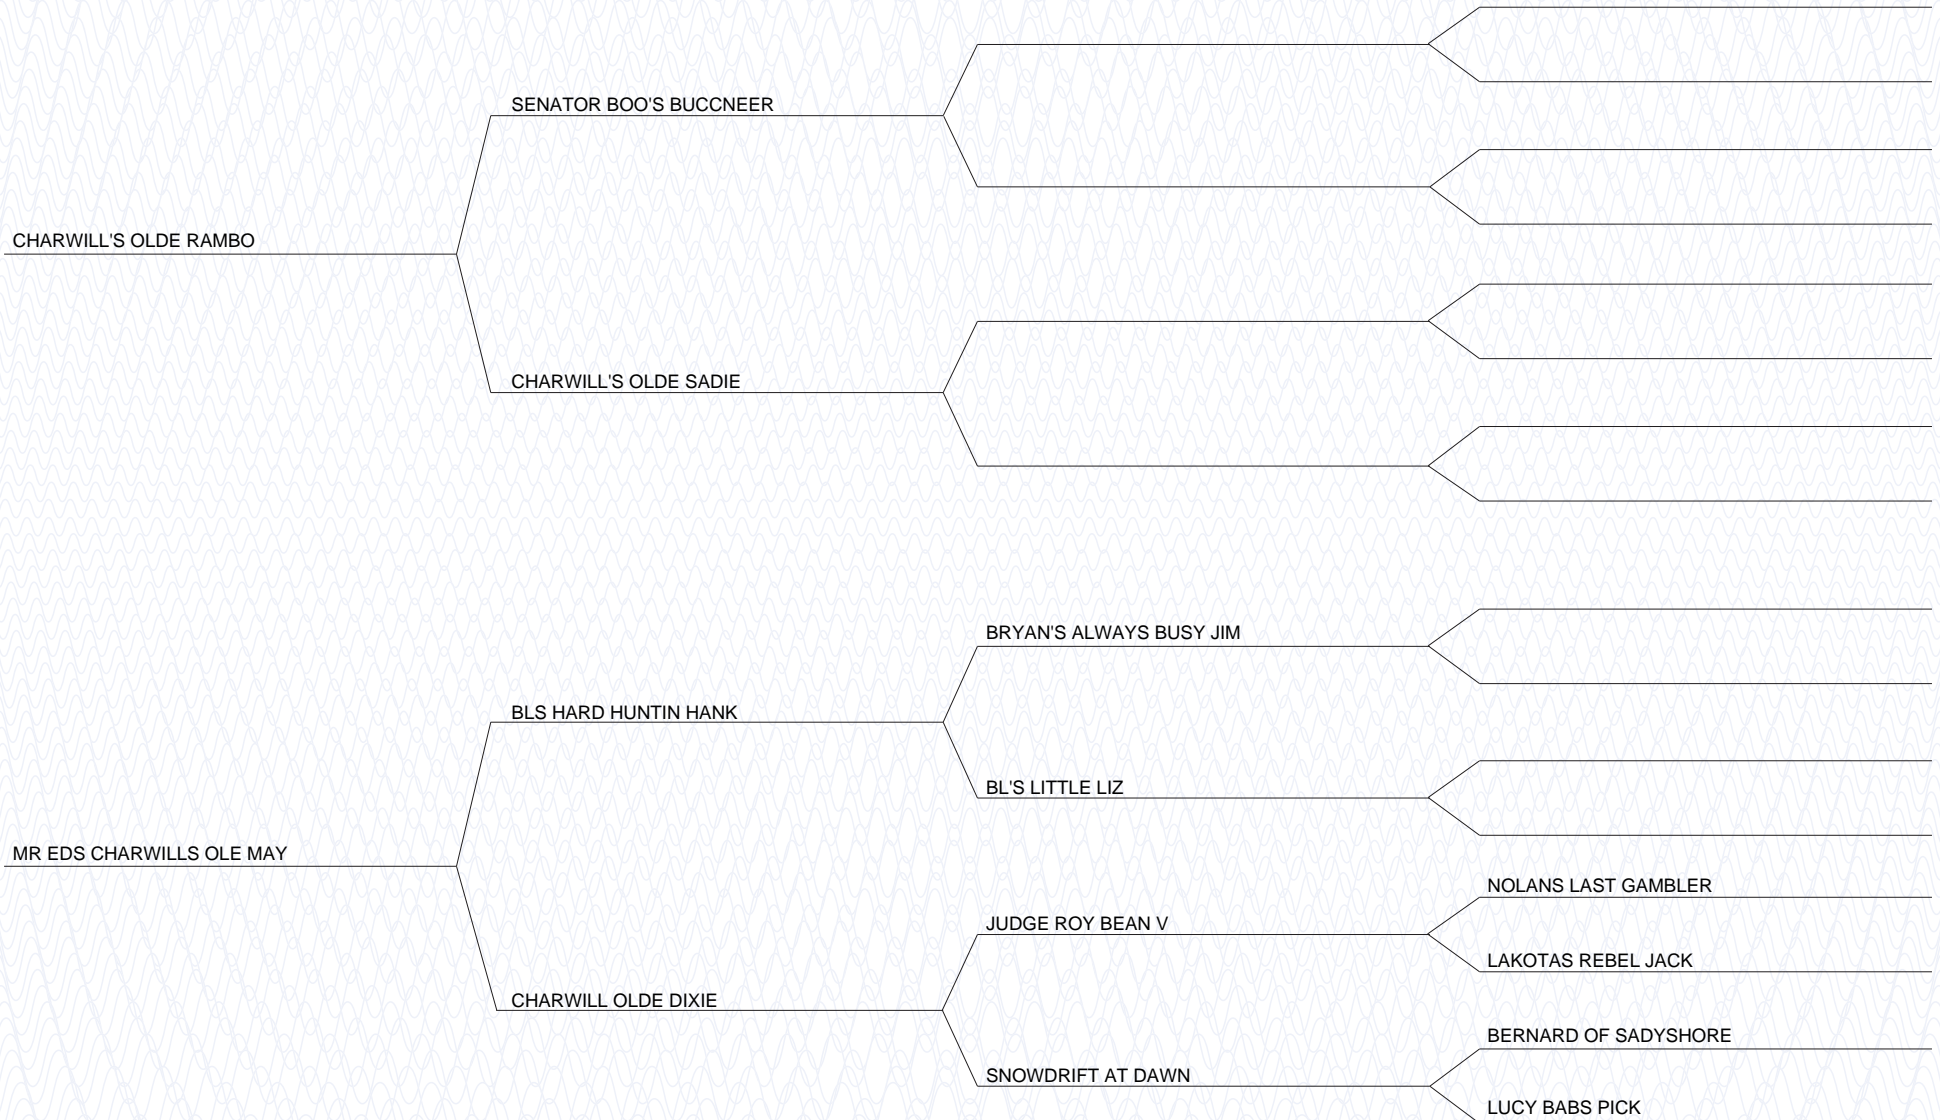 SENATOR BOO'S BUCCNEER
CHARWILL'S OLDE RAMBO
CHARWILL'S OLDE SADIE
BRYAN'S ALWAYS BUSY JIM
BLS HARD HUNTIN HANK
BL'S LITTLE LIZ
MR EDS CHARWILLS OLE MAY
NOLANS LAST GAMBLER
JUDGE ROY BEAN V
LAKOTAS REBEL JACK
CHARWILL OLDE DIXIE
BERNARD OF SADYSHORE
SNOWDRIFT AT DAWN
LUCY BABS PICK